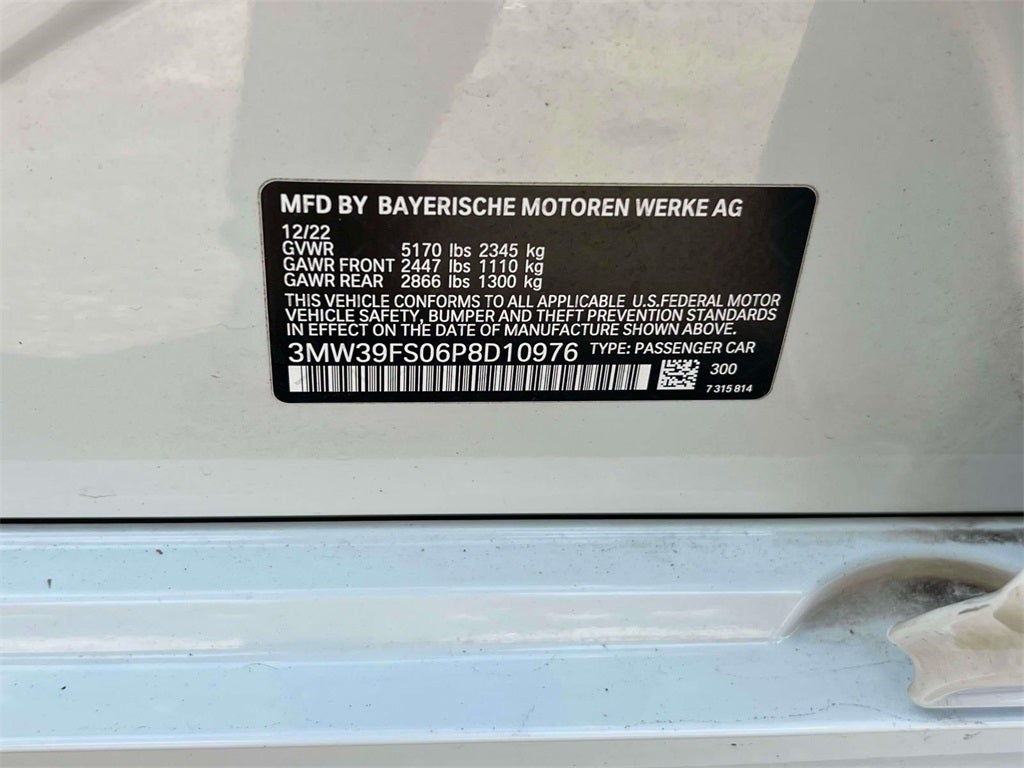 MFD BY BAYERISCHE MOTOREN WERKE AG
12/22
GVWR 5170 lbs 2345 kg
GAWR FRONT 2447 lbs 1110 kg
GAWR REAR 2866 lbs 1300 kg
THIS VEHICLE CONFORMS TO ALL APPLICABLE U.S.FEDERAL MOTOR
VEHICLE SAFETY, BUMPER AND THEFT PREVENTION STANDARDS
IN EFFECT ON THE DATE OF MANUFACTURE SHOWN ABOVE.
3MW39FS06P8D10976 TYPE: PASSENGER CAR
300
7 315 814